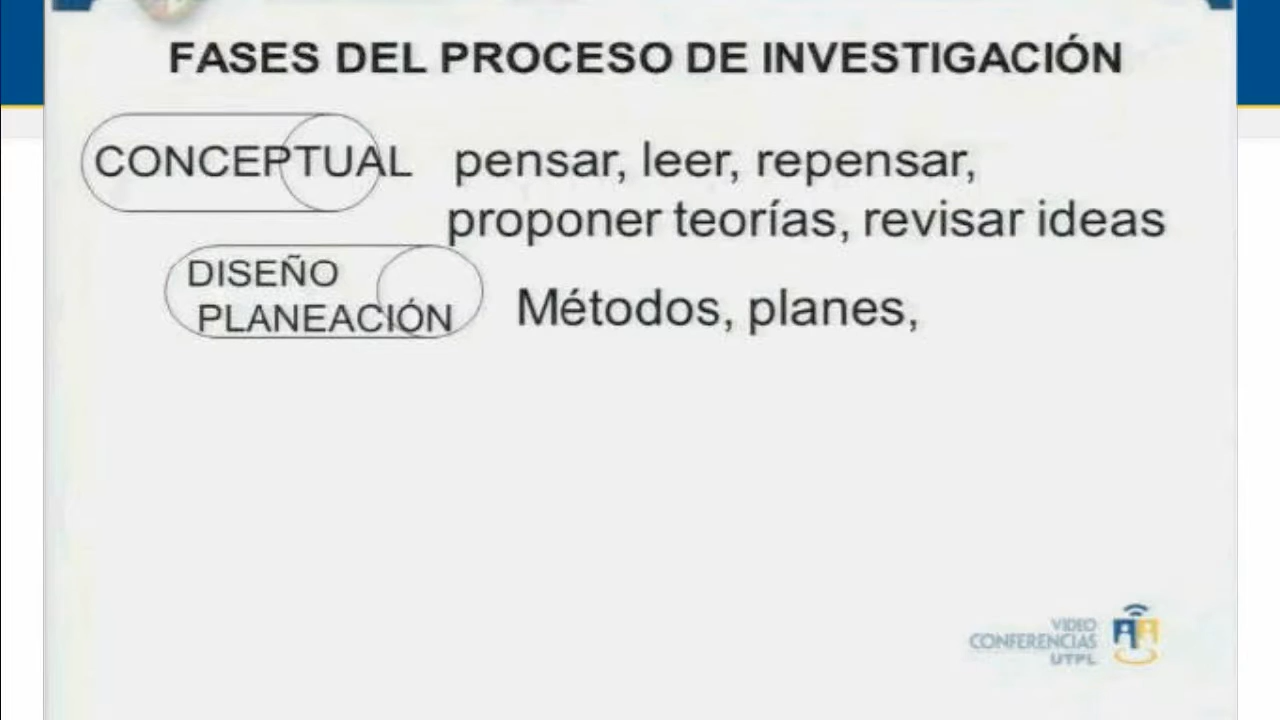 FASES DEL PROCESO DE INVESTIGACIÓN
CONCEPTUAL pensar, leer, repensar,
proponer teorías, revisar ideas
DISEÑO
PLANEACIÓN Métodos, planes,
VIDEO
CONFERENCIAS
UTPL